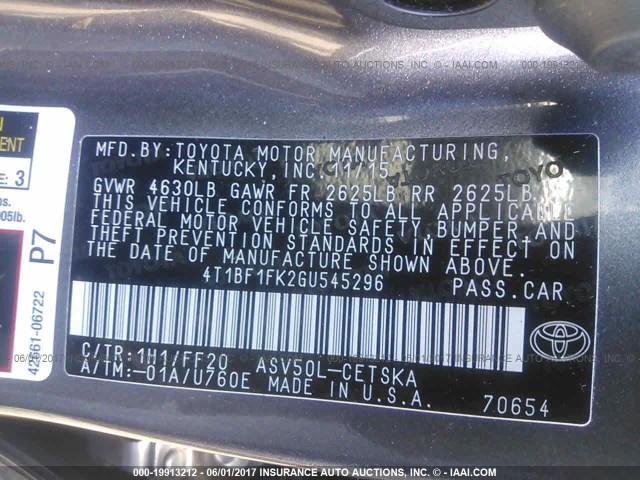 MFD.BY:TOYOTA MOTOR MANUFACTURING,
KENTUCKY, INC. 11/15
GVWR 4630LB GAWR FR 2625LB RR 2625LB
THIS VEHICLE CONFORMS TO ALL APPLICABLE
FEDERAL MOTOR VEHICLE SAFETY, BUMPER AND
THEFT PREVENTION STANDARDS IN EFFECT ON
THE DATE OF MANUFACTURE SHOWN ABOVE.
4T1BF1FK2GU545296 PASS.CAR
C/TR:1H1/FF20 ASV50L-CETSKA
A/TM:-01A/U760E MADE IN U.S.A.
70654
3
P7
42661-06722
000-19913212 - 06/01/2017 INSURANCE AUTO AUCTIONS, INC. (C) - IAAI.COM